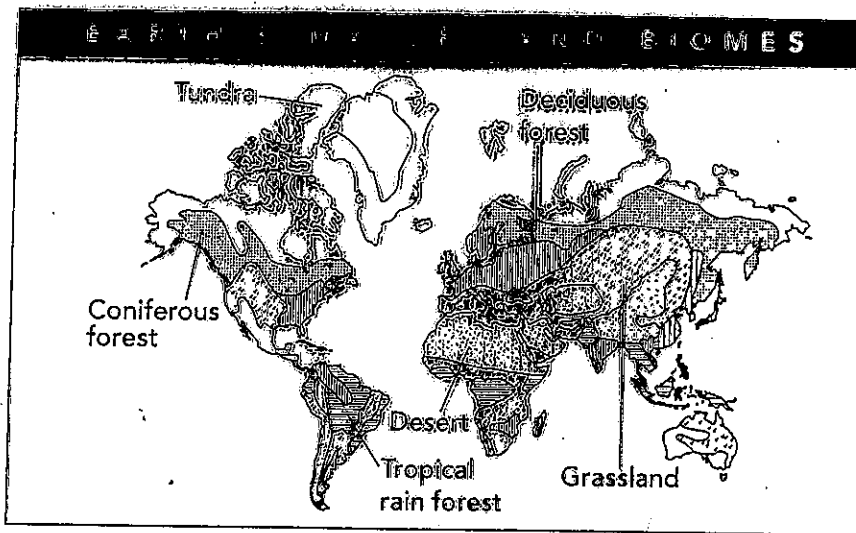 BIOMES
Tundra
Deciduous
forest
Coniferous
forest
Desert
Tropical
rain forest
Grassland